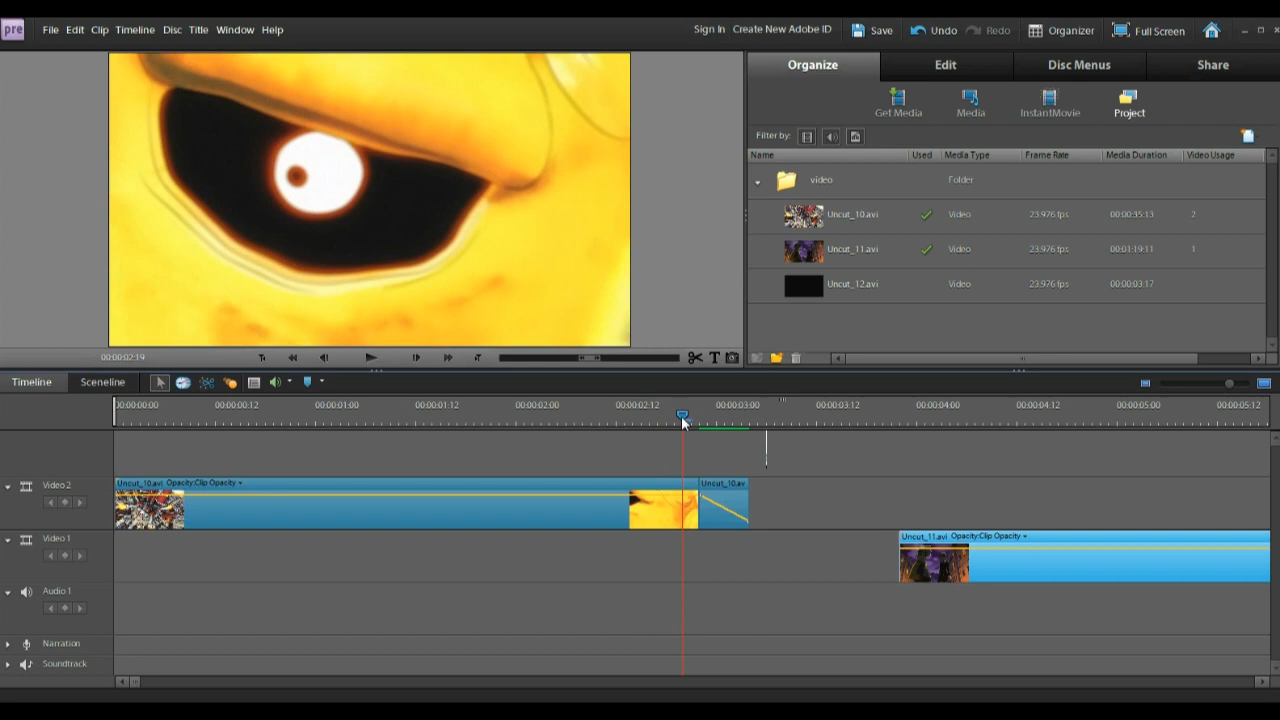 pre File Edit Clip Timeline Disc Title Window Help Sign In Create New Adobe ID Save Undo Redo Organizer Full Screen
Organize Edit Disc Menus Share
Get Media Media InstantMovie Project
Filter by:
Name Used Media Type Frame Rate Media Duration Video Usage
video Folder
Uncut_10.avi Video 23.976 fps 00:00:35:13 2
Uncut_11.avi Video 23.976 fps 00:01:19:11 1
Uncut_12.avi Video 23.976 fps 00:00:03:17
00:00:02:19 T
Timeline Sceneline
00:00:00:00 00:00:00:12 00:00:01:00 00:00:01:12 00:00:02:00 00:00:02:12 00:00:03:00 00:00:03:12 00:00:04:00 00:00:04:12 00:00:05:00 00:00:05:12
Video 2 Uncut_10.avi Opacity:Clip Opacity Uncut_10.av
Video 1 Uncut_11.avi Opacity:Clip Opacity
Audio 1
Narration
Soundtrack